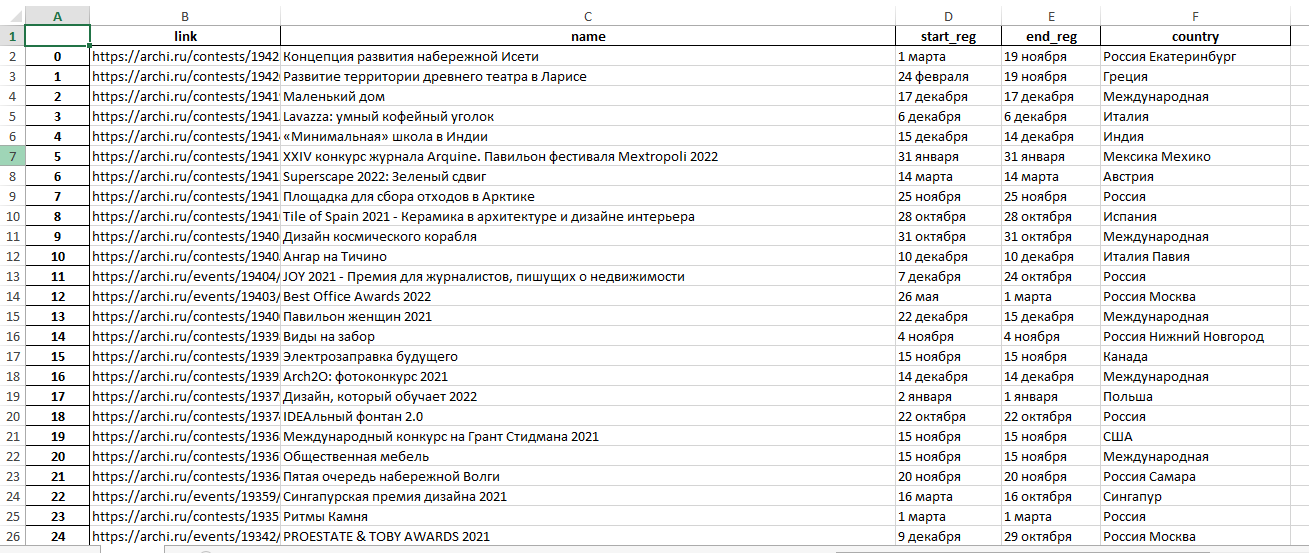 A B C D E F
1 link name start_reg end_reg country
2 0 https://archi.ru/contests/1942 Концепция развития набережной Исети 1 марта 19 ноября Россия Екатеринбург
3 1 https://archi.ru/contests/1942 Развитие территории древнего театра в Ларисе 24 февраля 19 ноября Греция
4 2 https://archi.ru/contests/1941 Маленький дом 17 декабря 17 декабря Международная
5 3 https://archi.ru/contests/1941 Lavazza: умный кофейный уголок 6 декабря 6 декабря Италия
6 4 https://archi.ru/contests/1941 «Минимальная» школа в Индии 15 декабря 14 декабря Индия
7 5 https://archi.ru/contests/1941 XXIV конкурс журнала Arquine. Павильон фестиваля Mextropoli 2022 31 января 31 января Мексика Мехико
8 6 https://archi.ru/contests/1941 Superscape 2022: Зеленый сдвиг 14 марта 14 марта Австрия
9 7 https://archi.ru/contests/1941 Площадка для сбора отходов в Арктике 25 ноября 25 ноября Россия
10 8 https://archi.ru/contests/1941 Tile of Spain 2021 - Керамика в архитектуре и дизайне интерьера 28 октября 28 октября Испания
11 9 https://archi.ru/contests/1940 Дизайн космического корабля 31 октября 31 октября Международная
12 10 https://archi.ru/contests/1940 Ангар на Тичино 10 декабря 10 декабря Италия Павия
13 11 https://archi.ru/events/19404/ JOY 2021 - Премия для журналистов, пишущих о недвижимости 7 декабря 24 октября Россия
14 12 https://archi.ru/events/19403/ Best Office Awards 2022 26 мая 1 марта Россия Москва
15 13 https://archi.ru/contests/1940 Павильон женщин 2021 22 декабря 15 декабря Международная
16 14 https://archi.ru/contests/1939 Виды на забор 4 ноября 4 ноября Россия Нижний Новгород
17 15 https://archi.ru/contests/1939 Электрозаправка будущего 15 ноября 15 ноября Канада
18 16 https://archi.ru/contests/1939 Arch2O: фотоконкурс 2021 14 декабря 14 декабря Международная
19 17 https://archi.ru/contests/1937 Дизайн, который обучает 2022 2 января 1 января Польша
20 18 https://archi.ru/contests/1937 IDEAльный фонтан 2.0 22 октября 22 октября Россия
21 19 https://archi.ru/contests/1936 Международный конкурс на Грант Стидмана 2021 15 ноября 15 ноября США
22 20 https://archi.ru/contests/1936 Общественная мебель 15 ноября 15 ноября Международная
23 21 https://archi.ru/contests/1936 Пятая очередь набережной Волги 20 ноября 20 ноября Россия Самара
24 22 https://archi.ru/events/19359/ Сингапурская премия дизайна 2021 16 марта 16 октября Сингапур
25 23 https://archi.ru/contests/1935 Ритмы Камня 1 марта 1 марта Россия
26 24 https://archi.ru/events/19342/ PROESTATE & TOBY AWARDS 2021 9 декабря 29 октября Россия Москва